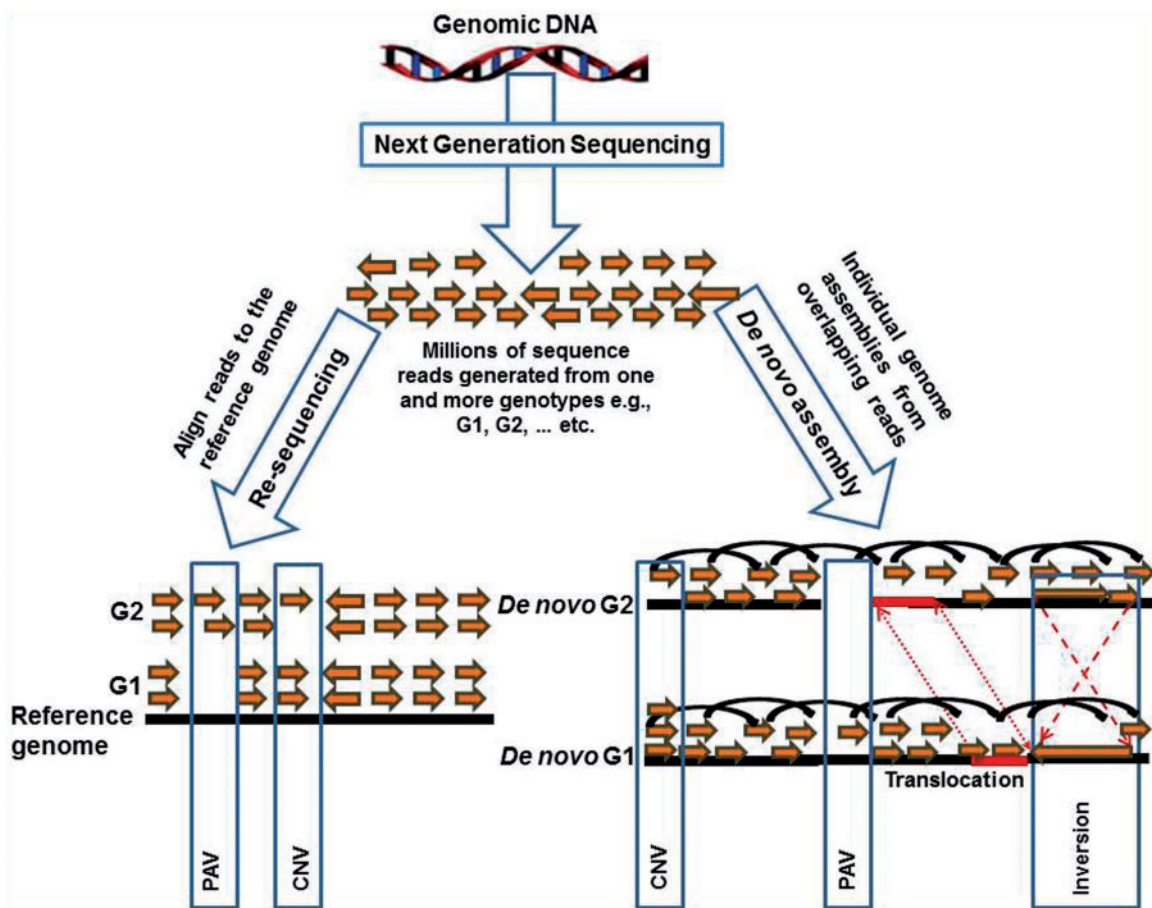 Genomic DNA
Next Generation Sequencing
Align reads to the
reference genome
Re-sequencing
Millions of sequence
reads generated from one
and more genotypes e.g.,
G1, G2, ... etc.
De novo assembly
Individual genome
assemblies from
overlapping reads
G2
G1
Reference
genome
PAV
CNV
De novo G2
De novo G1
Translocation
CNV
PAV
Inversion